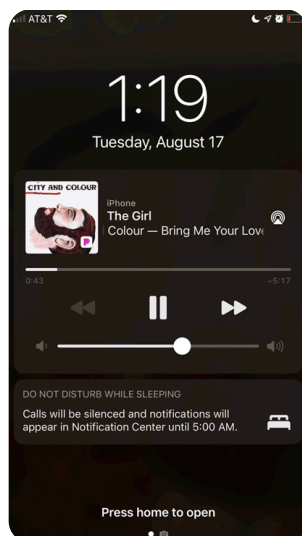 AT&T
1:19
Tuesday, August 17
CITY AND COLOUR
iPhone
The Girl
Colour — Bring Me Your Love
0:43
-5:17
DO NOT DISTURB WHILE SLEEPING
Calls will be silenced and notifications will
appear in Notification Center until 5:00 AM.
Press home to open